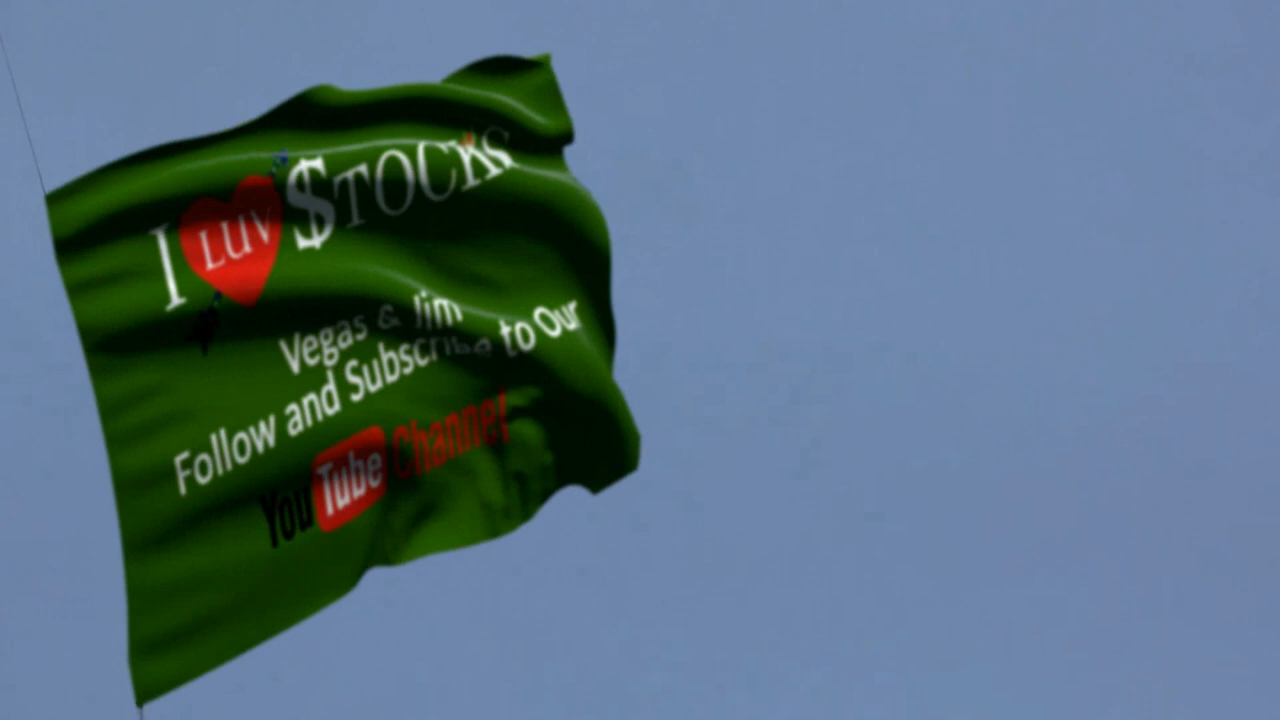 I LUV $TOCKS
Vegas & Jim
Follow and Subscribe to Our
YouTube Channel